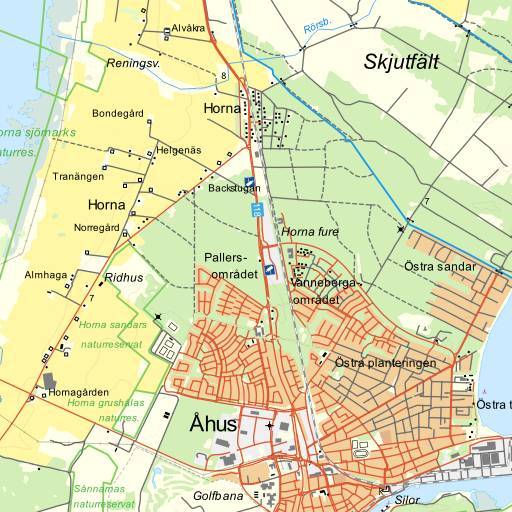 Alvåkra
Rörsb.
Reningsv.
Skjutfält
8
Horna
Bondegård
Horna sjömarks
naturres.
Helgenäs
Tranängen
Backstugan
7
Horna
118
Norregård
Horna fure
Pallers-
området
Östra sandar
Almhaga
Ridhus
Vanneberga-
området
7
Horna sandars
naturreservat
Östra planteringen
Hornagården
Horna grushålas
naturres.
Östra t
Åhus
Sånnarnas
naturreservat
Golfbana
Silor